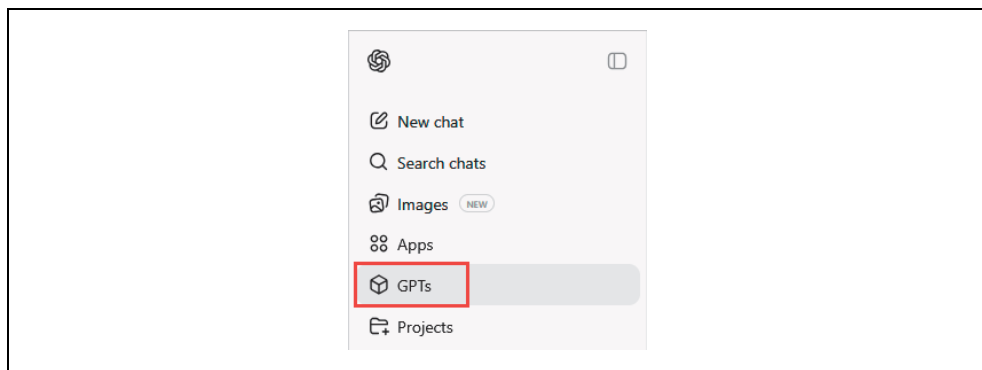 New chat
Search chats
Images NEW
Apps
GPTs
Projects